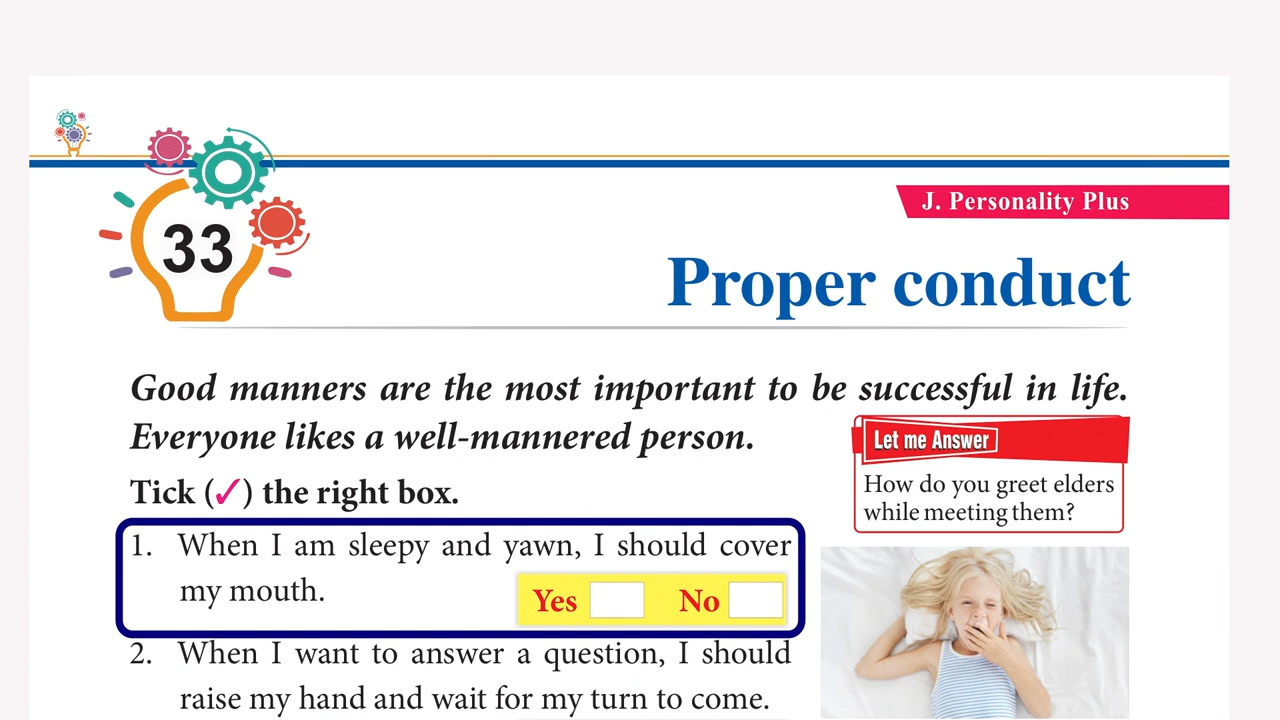 33
J. Personality Plus
Proper conduct
Good manners are the most important to be successful in life.
Everyone likes a well-mannered person.
Let me Answer
How do you greet elders
while meeting them?
Tick (✓) the right box.
1. When I am sleepy and yawn, I should cover
my mouth.
Yes No
2. When I want to answer a question, I should
raise my hand and wait for my turn to come.